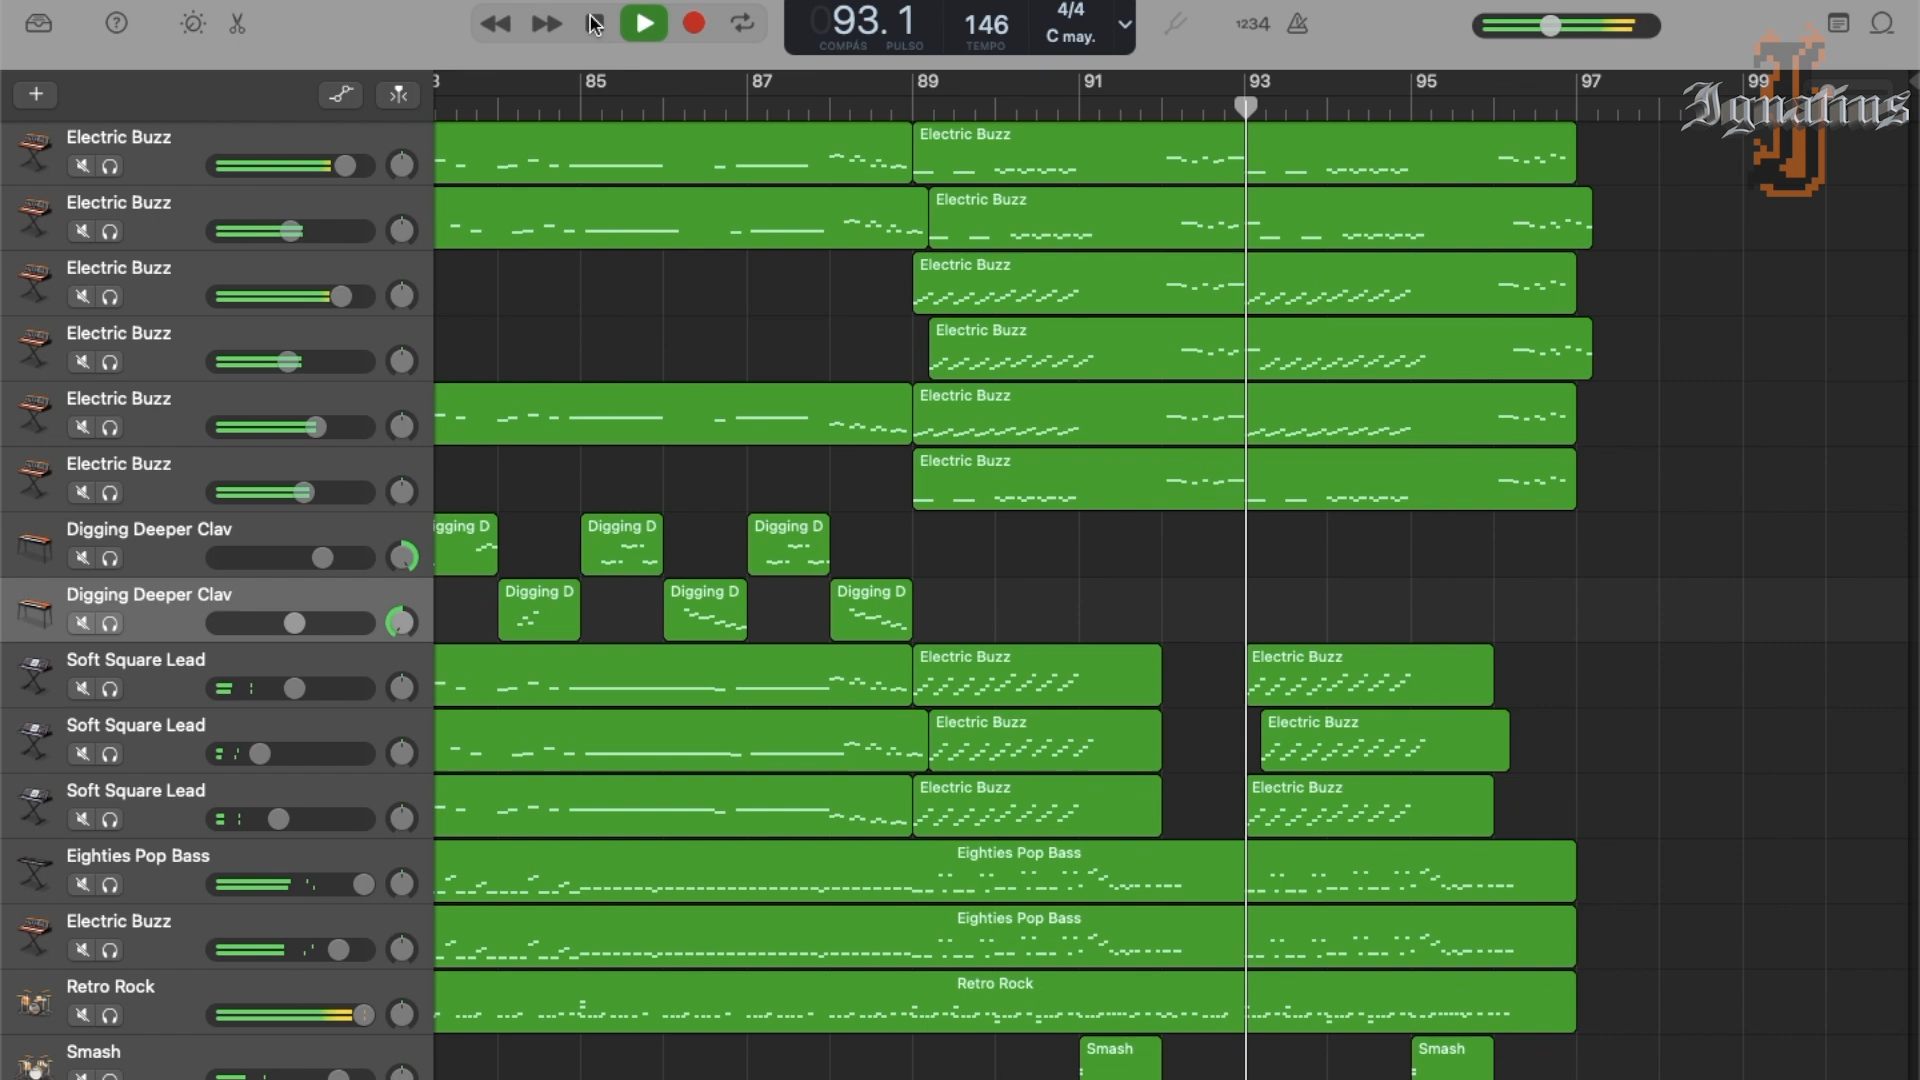 93. 1
COMPÁS PULSO
146
TEMPO
4/4
C may.
1234
85 87 89 91 93 95 97 99
Ignatius
Electric Buzz
Electric Buzz
Electric Buzz
Electric Buzz
Electric Buzz
Electric Buzz
Electric Buzz
Electric Buzz
Electric Buzz
Electric Buzz
Electric Buzz
Electric Buzz
Digging Deeper Clav
igging D
Digging D
Digging D
Digging Deeper Clav
Digging D
Digging D
Digging D
Soft Square Lead
Electric Buzz
Electric Buzz
Soft Square Lead
Electric Buzz
Electric Buzz
Soft Square Lead
Electric Buzz
Electric Buzz
Eighties Pop Bass
Eighties Pop Bass
Electric Buzz
Eighties Pop Bass
Retro Rock
Retro Rock
Smash
Smash
Smash